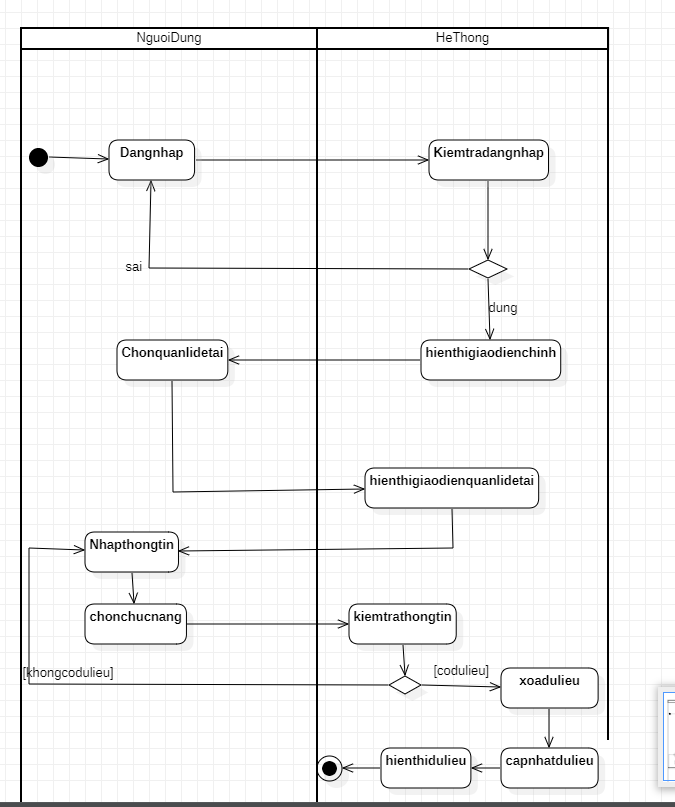 NguoiDung
HeThong
Dangnhap
Kiemtradangnhap
sai
dung
Chonquanlidetai
hienthigiaodienchinh
hienthigiaodienquanlidetai
Nhapthongtin
chonchucnang
kiemtrathongtin
[khongcodulieu]
[codulieu]
xoadulieu
hienthidulieu
capnhatdulieu